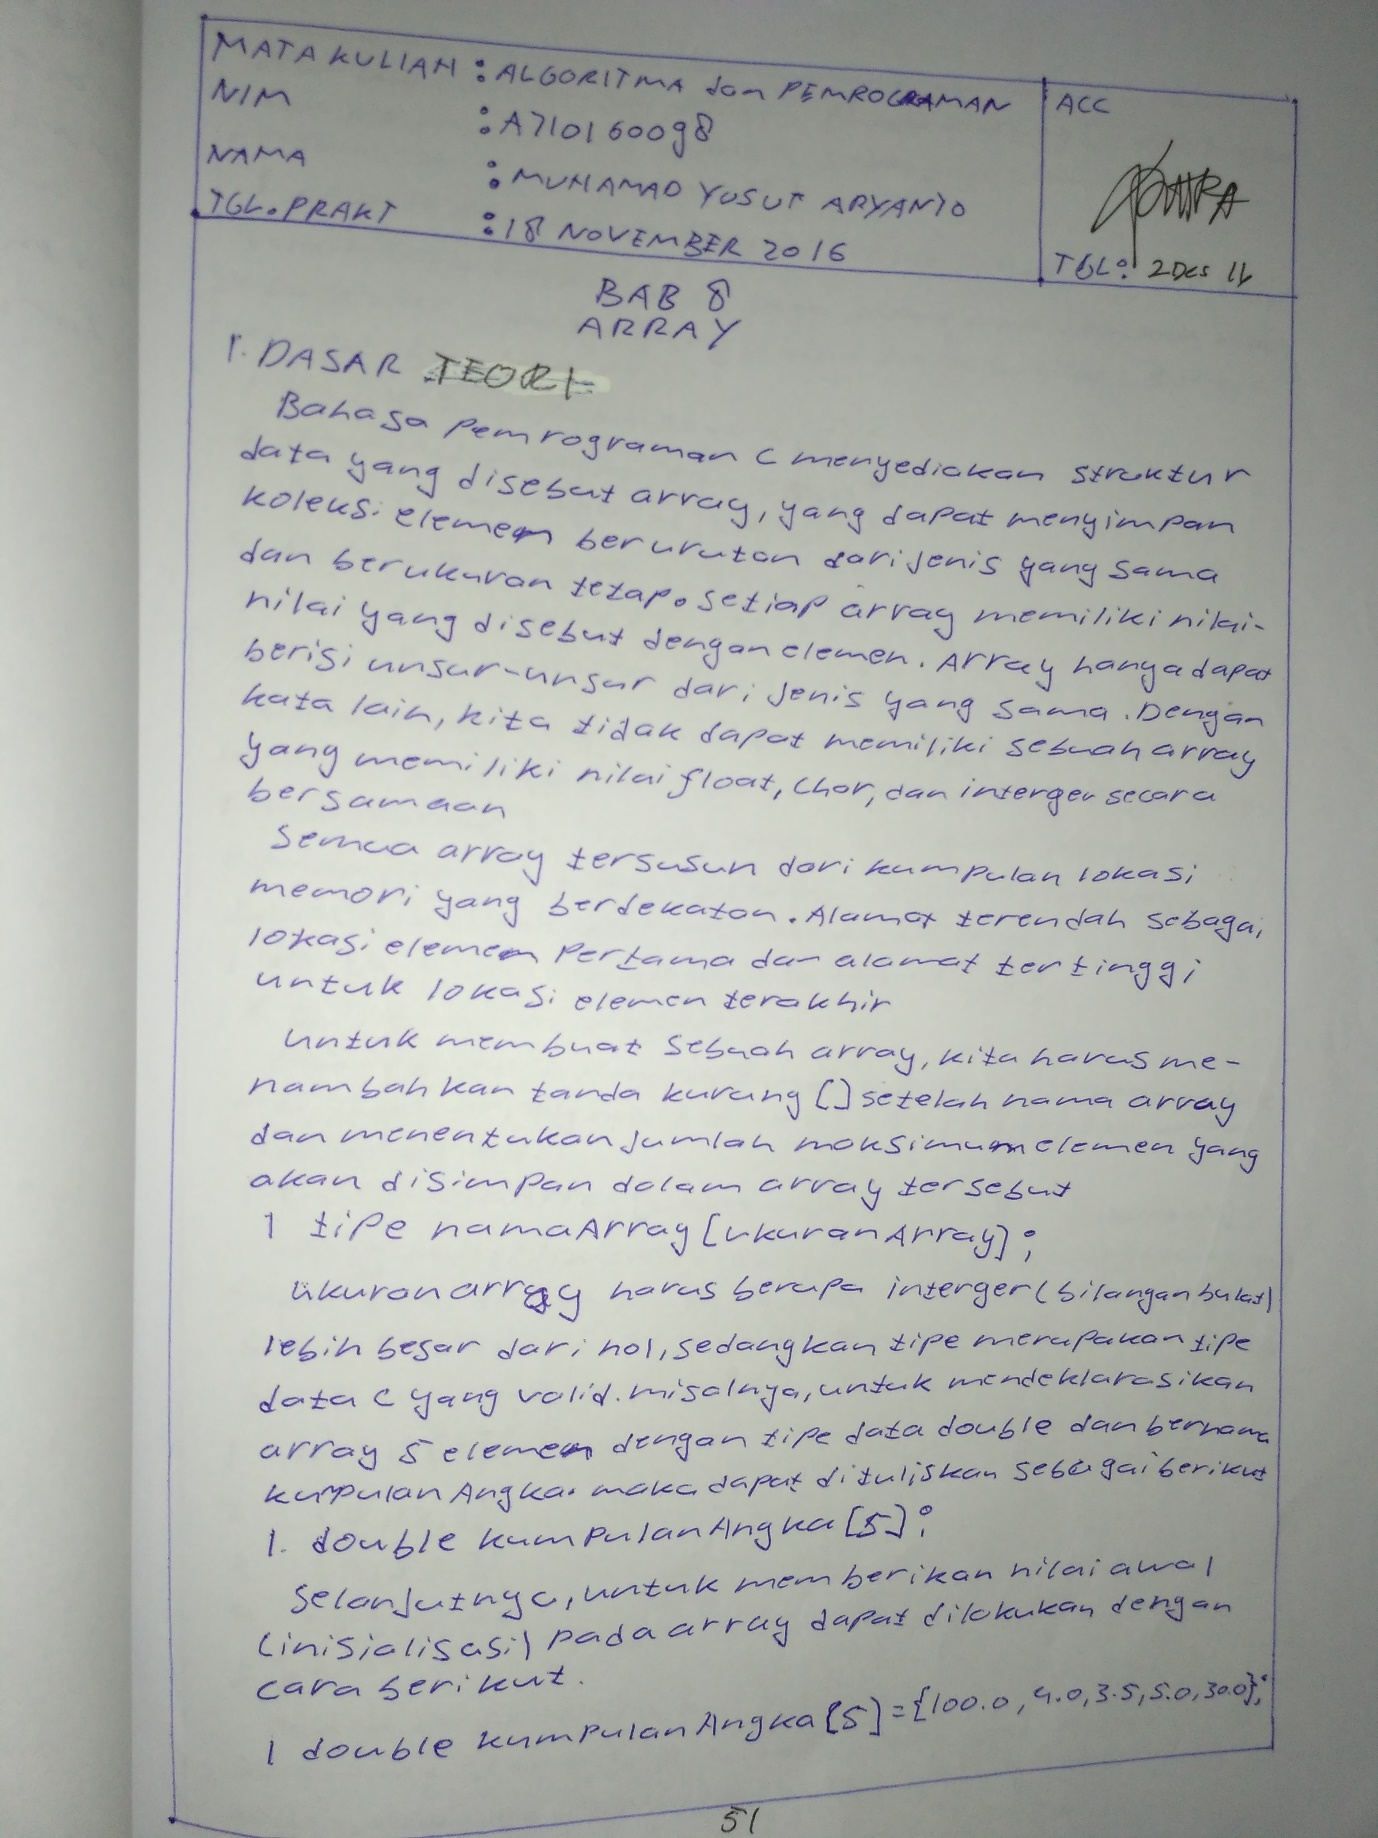 MATA KULIAH : ALGORITMA dan PEMROGRAMAN
NIM : A710160098
NAMA : MUHAMAD YUSUF ARYANTO
TGL. PRAKT : 18 NOVEMBER 2016
ACC
TGL: 2 Des 16
BAB 8
ARRAY
1. DASAR TEORI
Bahasa Pemrograman C menyediakan struktur
data yang disebut array, yang dapat menyimpan
koleksi elemen berurutan dari jenis yang sama
dan berukuran tetap. setiap array memiliki nilai-
nilai yang disebut dengan elemen. Array hanya dapat
berisi unsur-unsur dari jenis yang sama. Dengan
kata lain, kita tidak dapat memiliki sebuah array
yang memiliki nilai float, Char, dan interger secara
bersamaan
Semua array tersusun dari kumpulan lokasi
memori yang berdekatan. Alamat terendah sebagai
lokasi elemen Pertama dan alamat tertinggi
untuk lokasi elemen terakhir
untuk membuat sebuah array, kita harus me-
nambahkan tanda kurung [] setelah nama array
dan menentukan jumlah maksimum elemen yang
akan disimpan dalam array tersebut
1 tipe namaArray [ukuranArray];
ukuran array harus berupa interger (bilangan bulat)
lebih besar dari nol, sedangkan tipe merupakan tipe
data C yang valid. misalnya, untuk mendeklarasikan
array 5 elemen dengan tipe data double dan bernama
kumpulan Angka. maka dapat dituliskan sebagai berikut
1. double kumpulanAngka [5];
Selanjutnya, untuk memberikan nilai awal
(inisialisasi) pada array dapat dilakukan dengan
cara berikut.
1 double kumpulanAngka [5] = {100.0, 4.0, 3.5, 5.0, 30.0};
51